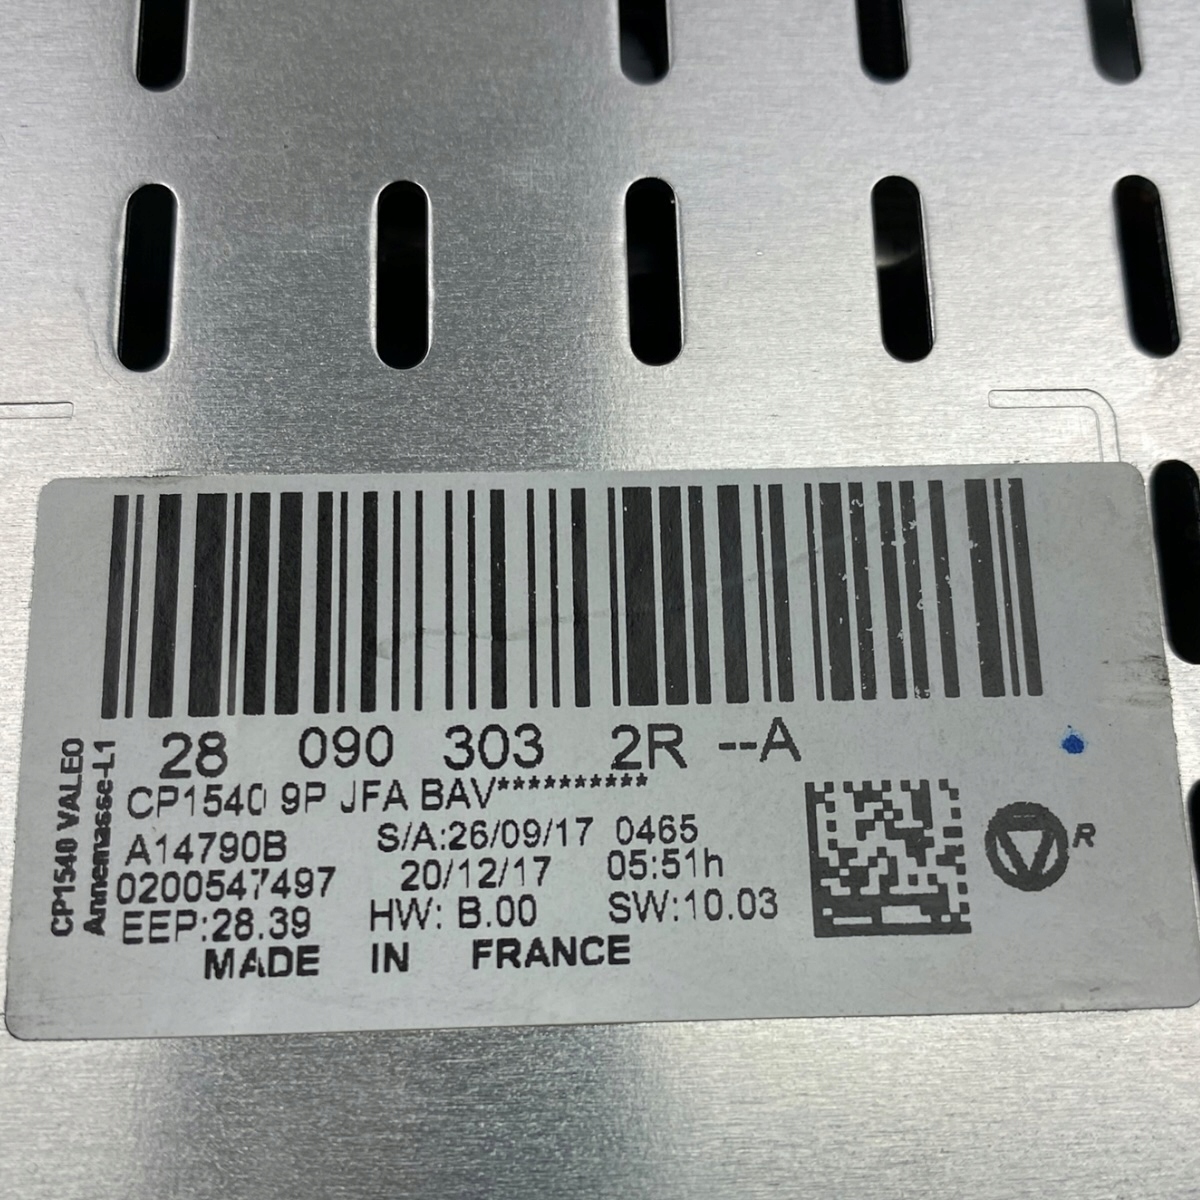 28 090 303 2R --A
CP1540 9P JFA BAV**********
A14790B S/A:26/09/17 0465
0200547497 20/12/17 05:51h
EEP:28.39 HW: B.00 SW:10.03
MADE IN FRANCE
CP1540 VALEO
Annemasse-L1
R